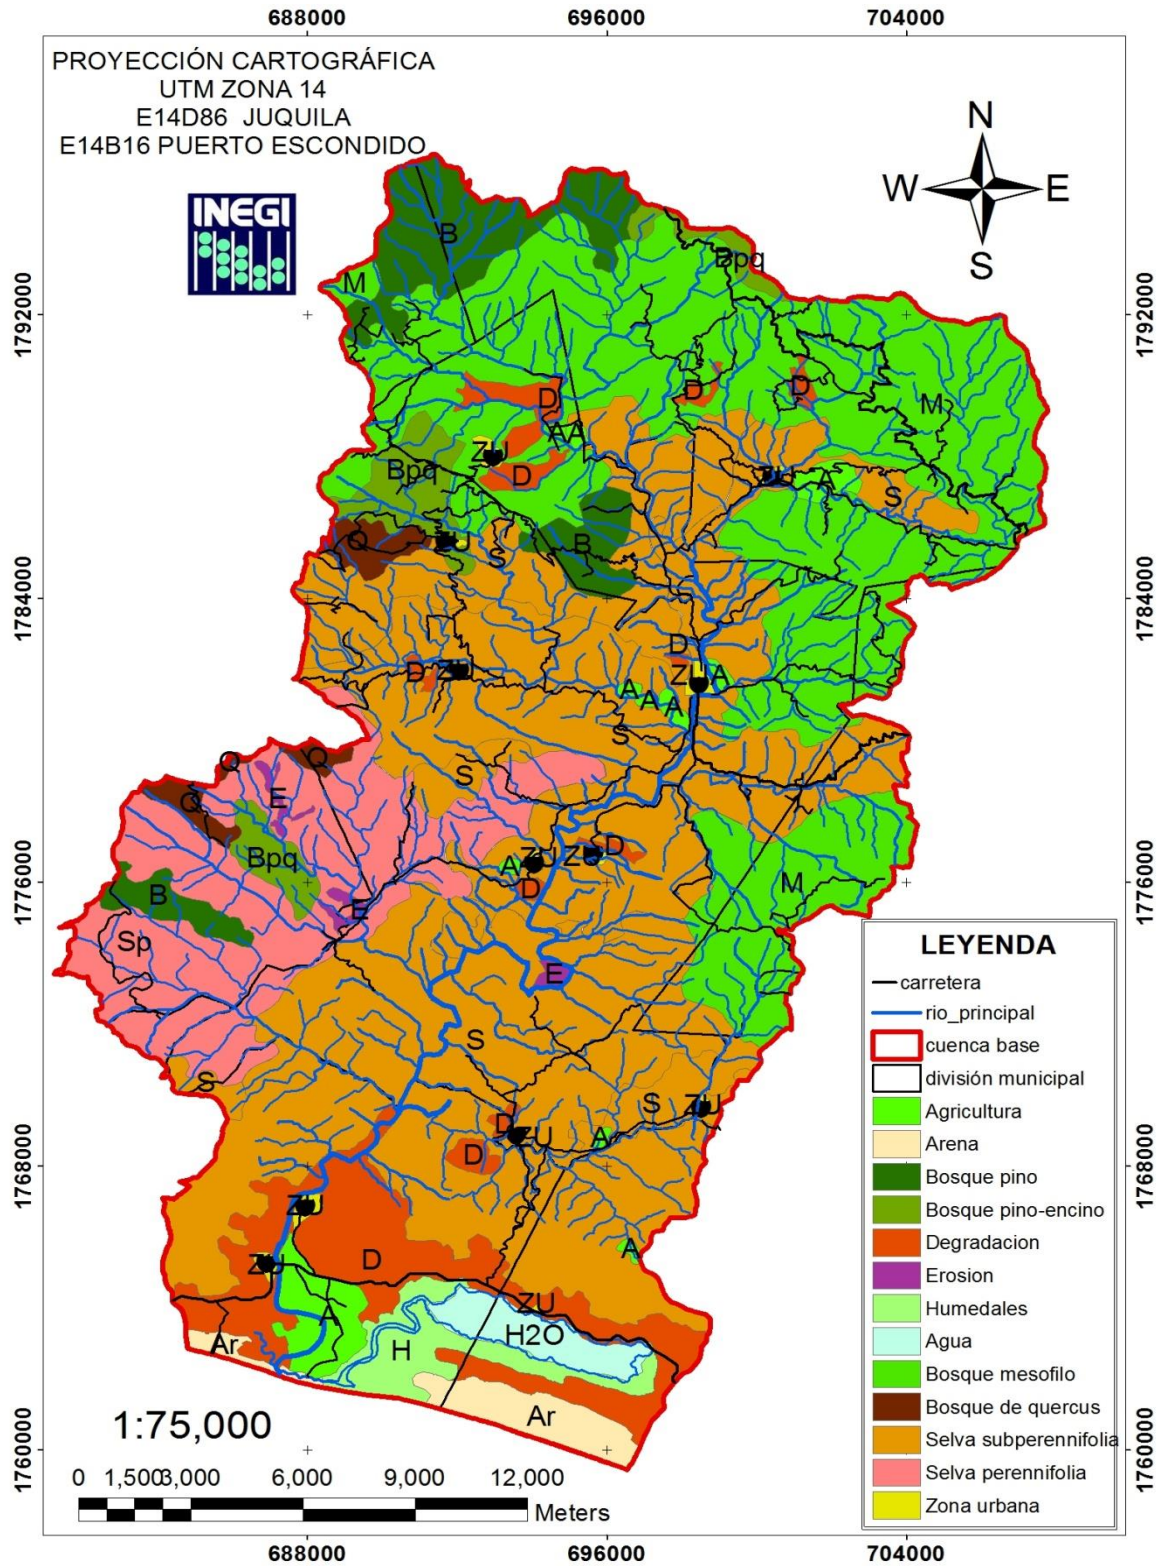 688000 696000 704000
PROYECCIÓN CARTOGRÁFICA
UTM ZONA 14
E14D86 JUQUILA
E14B16 PUERTO ESCONDIDO
INEGI
N
W E
S
1792000 1792000
1784000 1784000
1776000 1776000
1768000 1768000
1760000 1760000
B
Bpq
M
D
D D
M
AA
ZU
Bpq D
ZU A S
Q ZU S B
D
D ZU ZU A
A A A
S
Q Q S
E
Q
Bpq
ZU ZU D
A
D
M
B E
Sp
E
S
S
S ZU
D ZU A
D
ZU
A
ZU D
ZU
A H2O
Ar H
Ar
LEYENDA
carretera
rio_principal
cuenca base
división municipal
Agricultura
Arena
Bosque pino
Bosque pino-encino
Degradacion
Erosion
Humedales
Agua
Bosque mesofilo
Bosque de quercus
Selva subperennifolia
Selva perennifolia
Zona urbana
1:75,000
0 1,500 3,000 6,000 9,000 12,000
Meters
688000 696000 704000